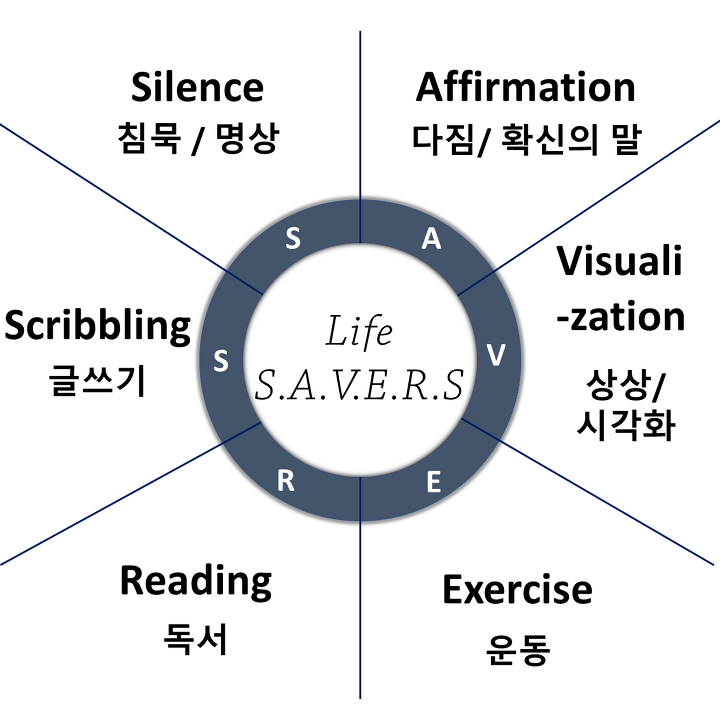 Silence
침묵 / 명상
Affirmation
다짐/ 확신의 말
Visuali
-zation
상상/
시각화
Exercise
운동
Reading
독서
Scribbling
글쓰기
S
A
V
E
R
S
Life
S.A.V.E.R.S